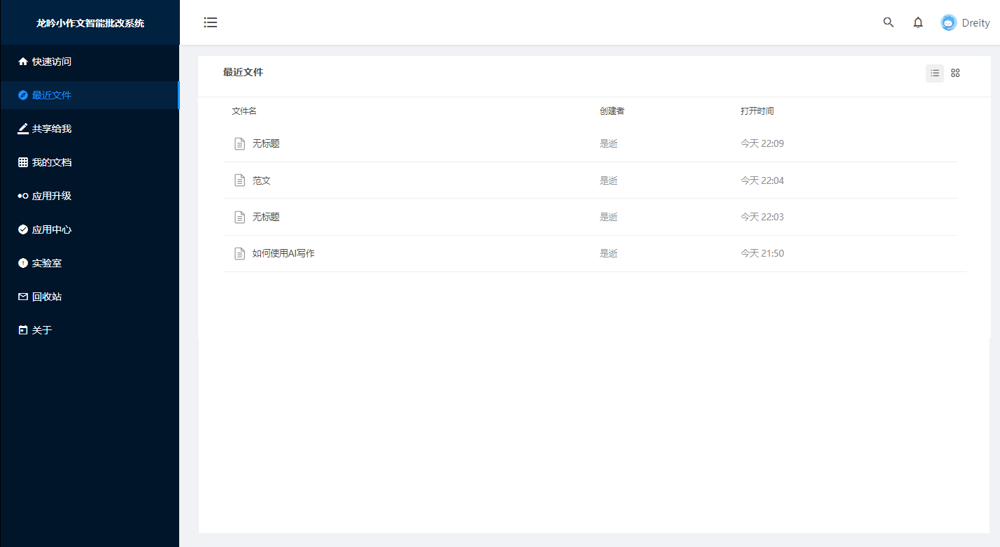 龙吟小作文智能批改系统
Dreity
快速访问
最近文件
共享给我
我的文档
应用升级
应用中心
实验室
回收站
关于
最近文件
文件名 创建者 打开时间
无标题 是逝 今天 22:09
范文 是逝 今天 22:04
无标题 是逝 今天 22:03
如何使用AI写作 是逝 今天 21:50